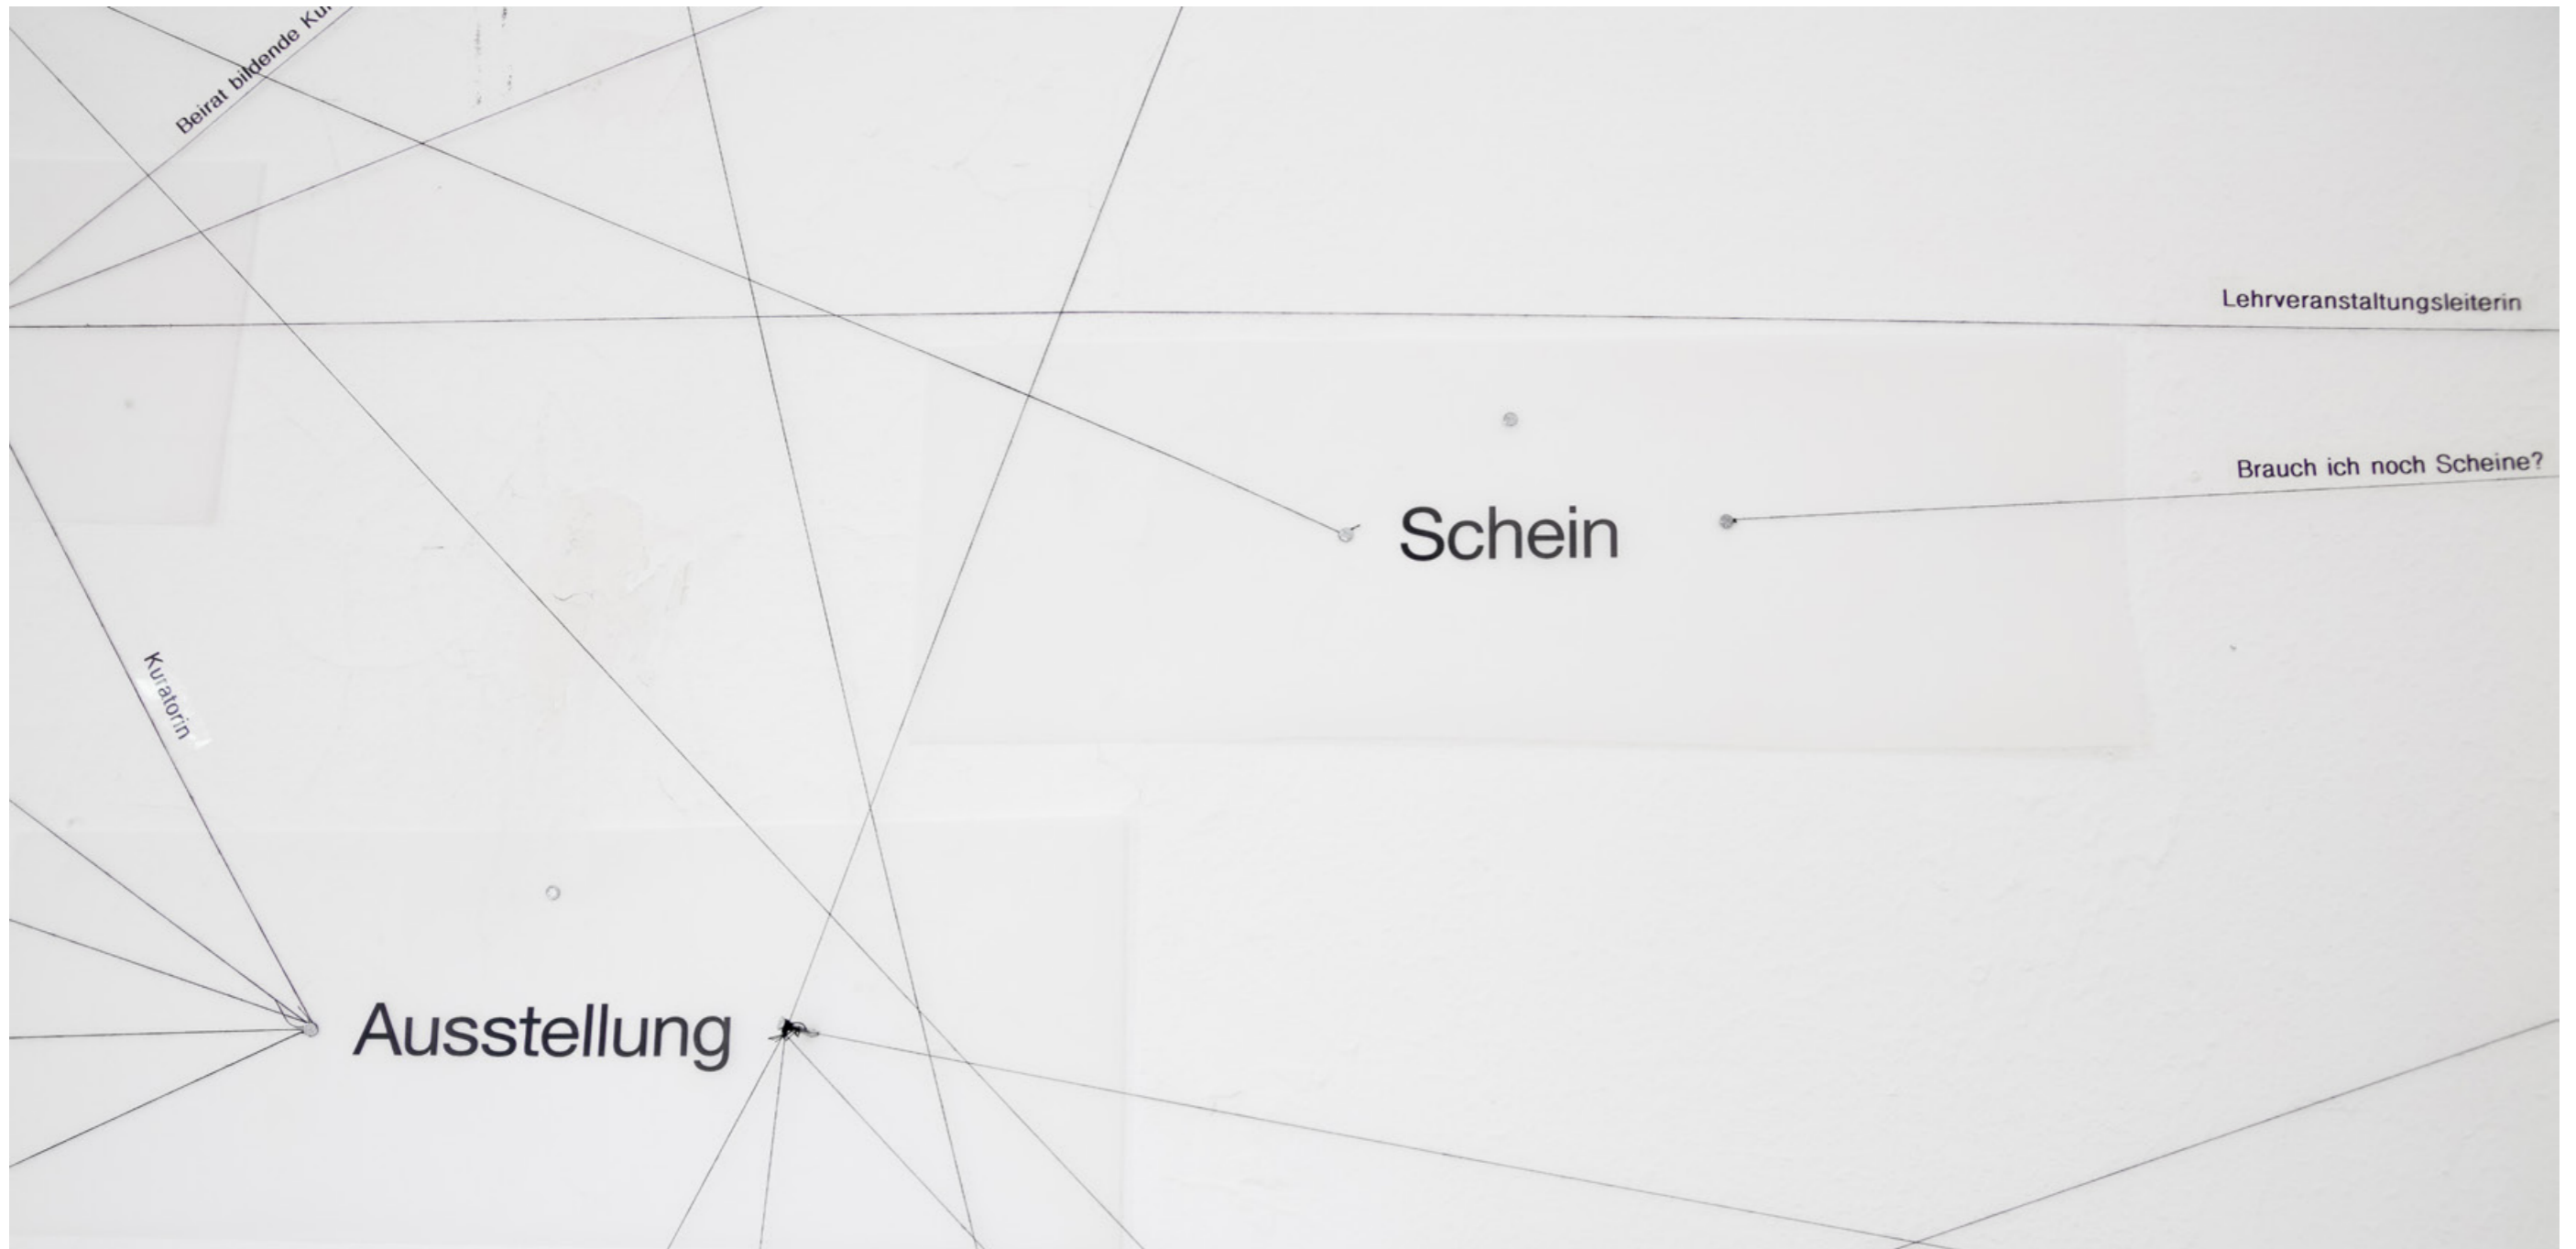 Beirat bildende
Lehrveranstaltungsleiterin
Brauch ich noch Scheine?
Schein
Kuratorin
Ausstellung